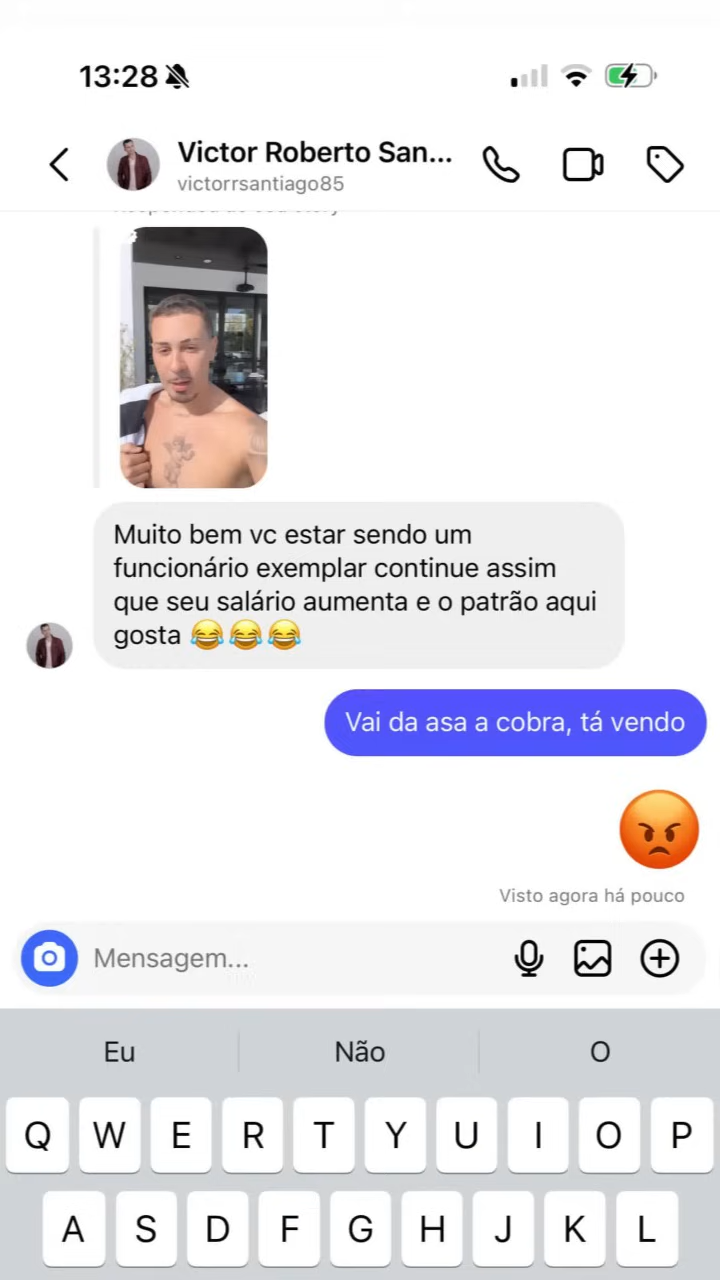 13:28
Victor Roberto San...
victorrsantiago85
Muito bem vc estar sendo um
funcionário exemplar continue assim
que seu salário aumenta e o patrão aqui
gosta 😂😂😂
Vai da asa a cobra, tá vendo
😡
Visto agora há pouco
Mensagem...
Eu Não O
Q W E R T Y U I O P
A S D F G H J K L